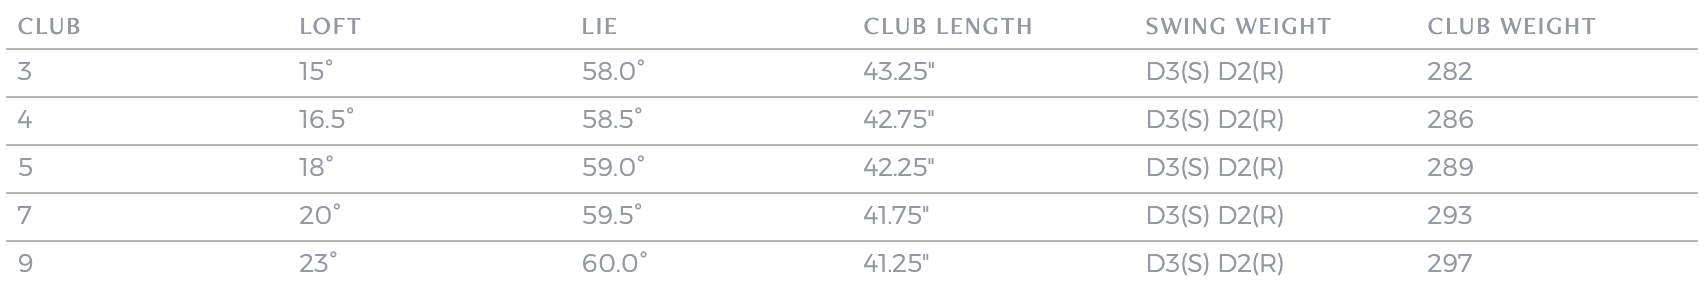 CLUB LOFT LIE CLUB LENGTH SWING WEIGHT CLUB WEIGHT
3 15° 58.0° 43.25" D3(S) D2(R) 282
4 16.5° 58.5° 42.75" D3(S) D2(R) 286
5 18° 59.0° 42.25" D3(S) D2(R) 289
7 20° 59.5° 41.75" D3(S) D2(R) 293
9 23° 60.0° 41.25" D3(S) D2(R) 297